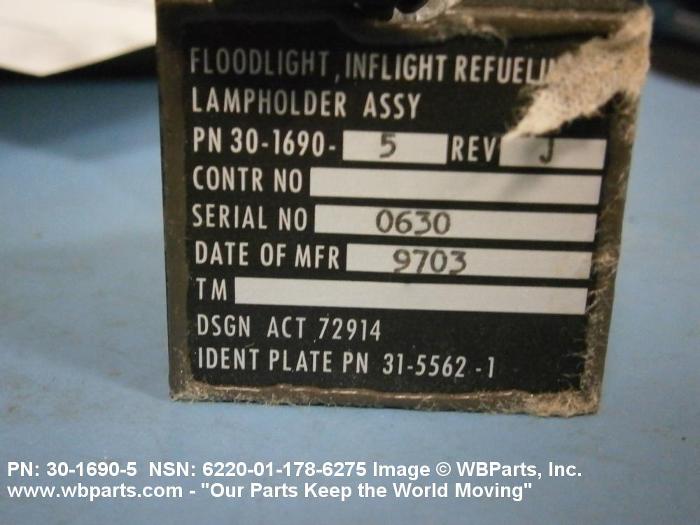 FLOODLIGHT, INFLIGHT
LAMPHOLDER ASSY
PN 30-1690- 5 REV J
CONTR NO
SERIAL NO 0630
DATE OF MFR 9703
TM
DSGN ACT 72914
IDENT PLATE PN 31-5562-1
PN: 30-1690-5 NSN: 6220-01-178-6275 Image © WBParts, Inc.
www.wbparts.com - "Our Parts Keep the World Moving"